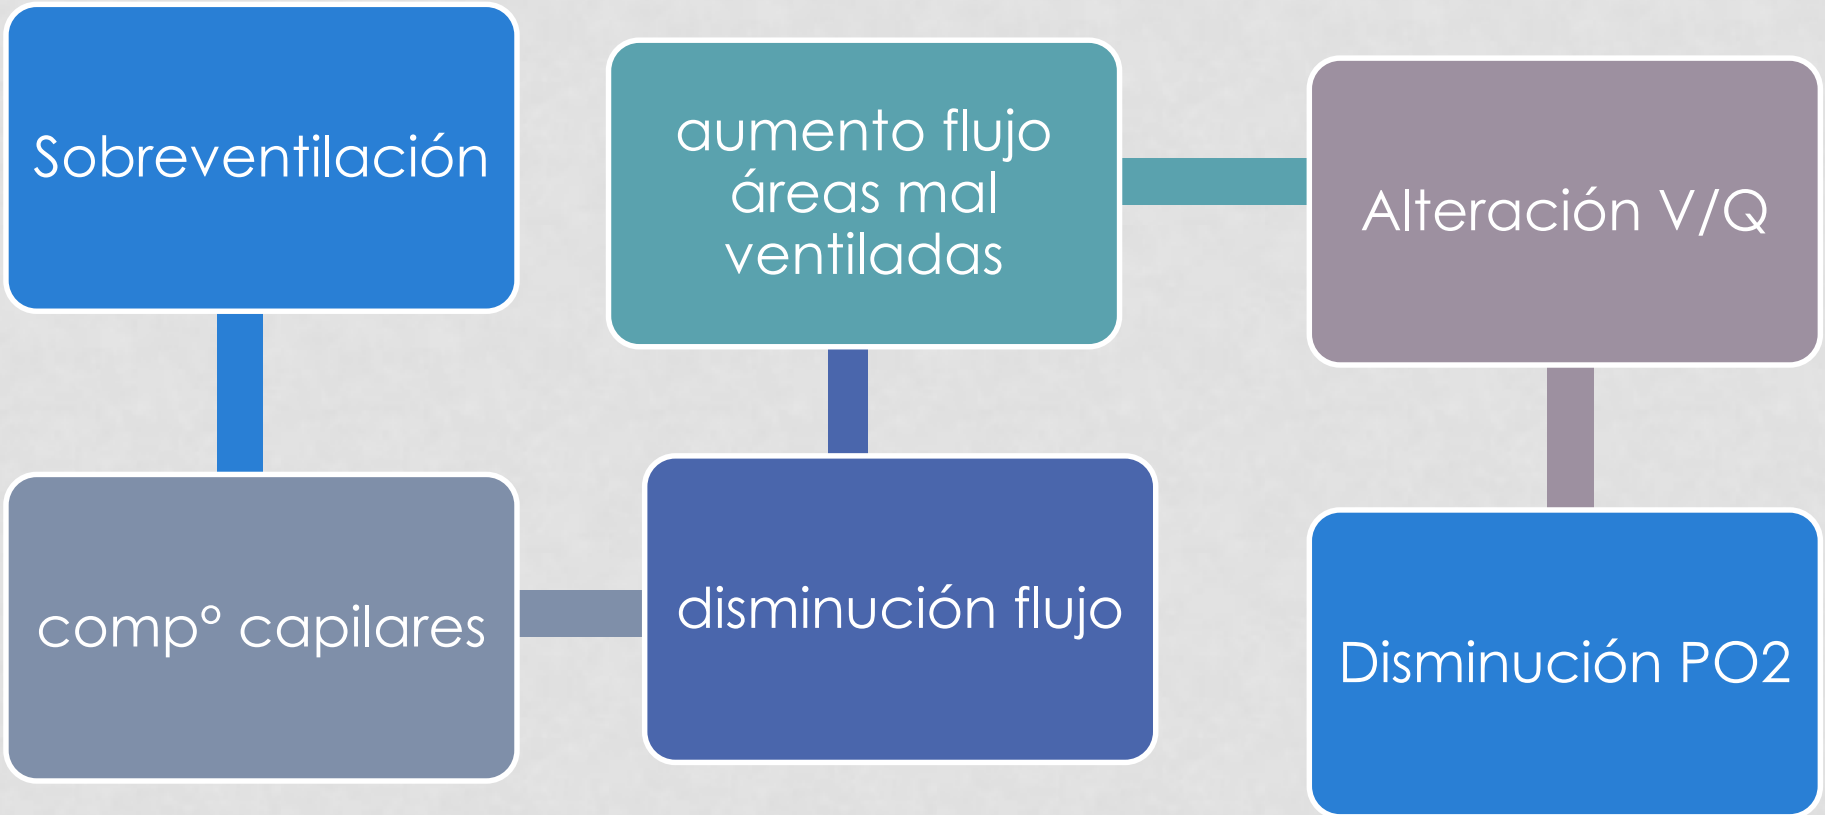 Sobreventilación
comp° capilares
disminución flujo
aumento flujo
áreas mal
ventiladas
Alteración V/Q
Disminución PO2